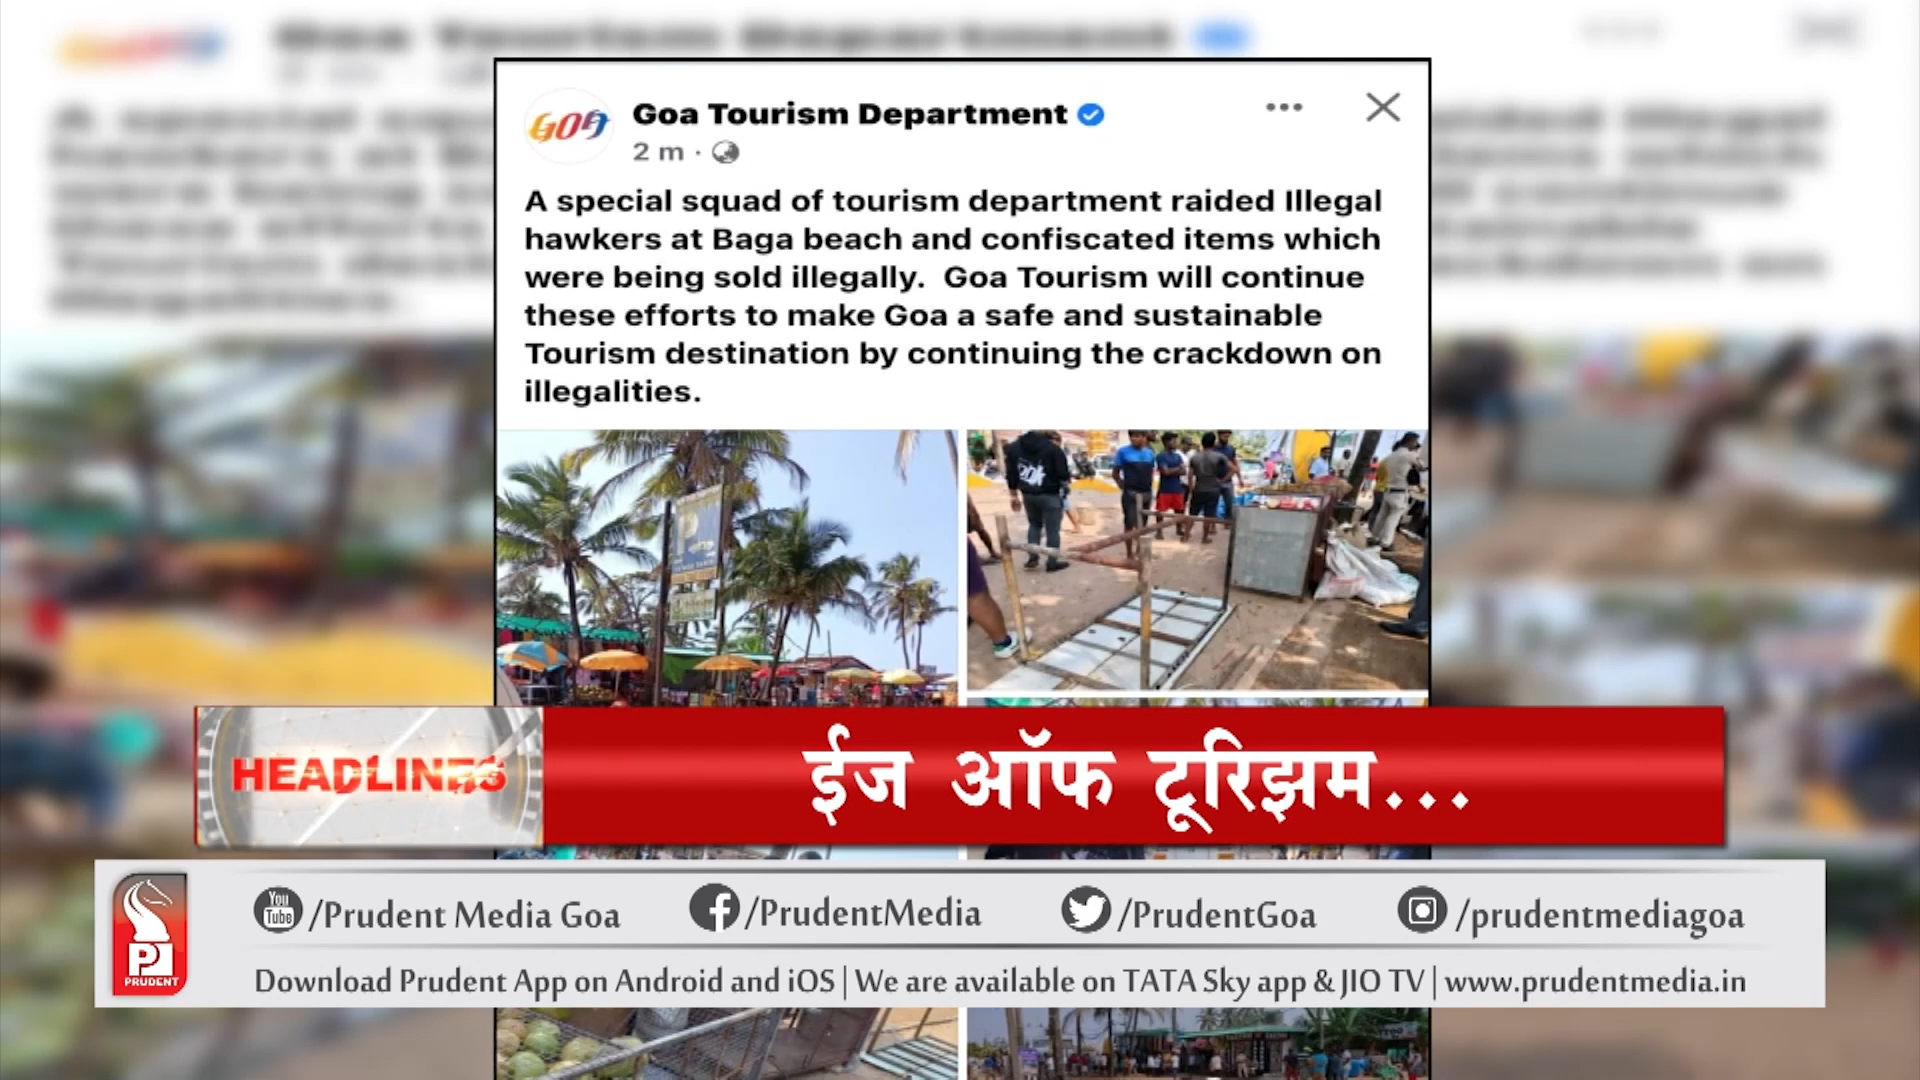 GOA
Goa Tourism Department
2 m ·
A special squad of tourism department raided Illegal
hawkers at Baga beach and confiscated items which
were being sold illegally. Goa Tourism will continue
these efforts to make Goa a safe and sustainable
Tourism destination by continuing the crackdown on
illegalities.
P
HEADLINES
ईज ऑफ टूरिझम...
You
Tube
/Prudent Media Goa
/PrudentMedia
/PrudentGoa
/prudentmediagoa
PRUDENT
Download Prudent App on Android and iOS | We are available on TATA Sky app & JIO TV | www.prudentmedia.in